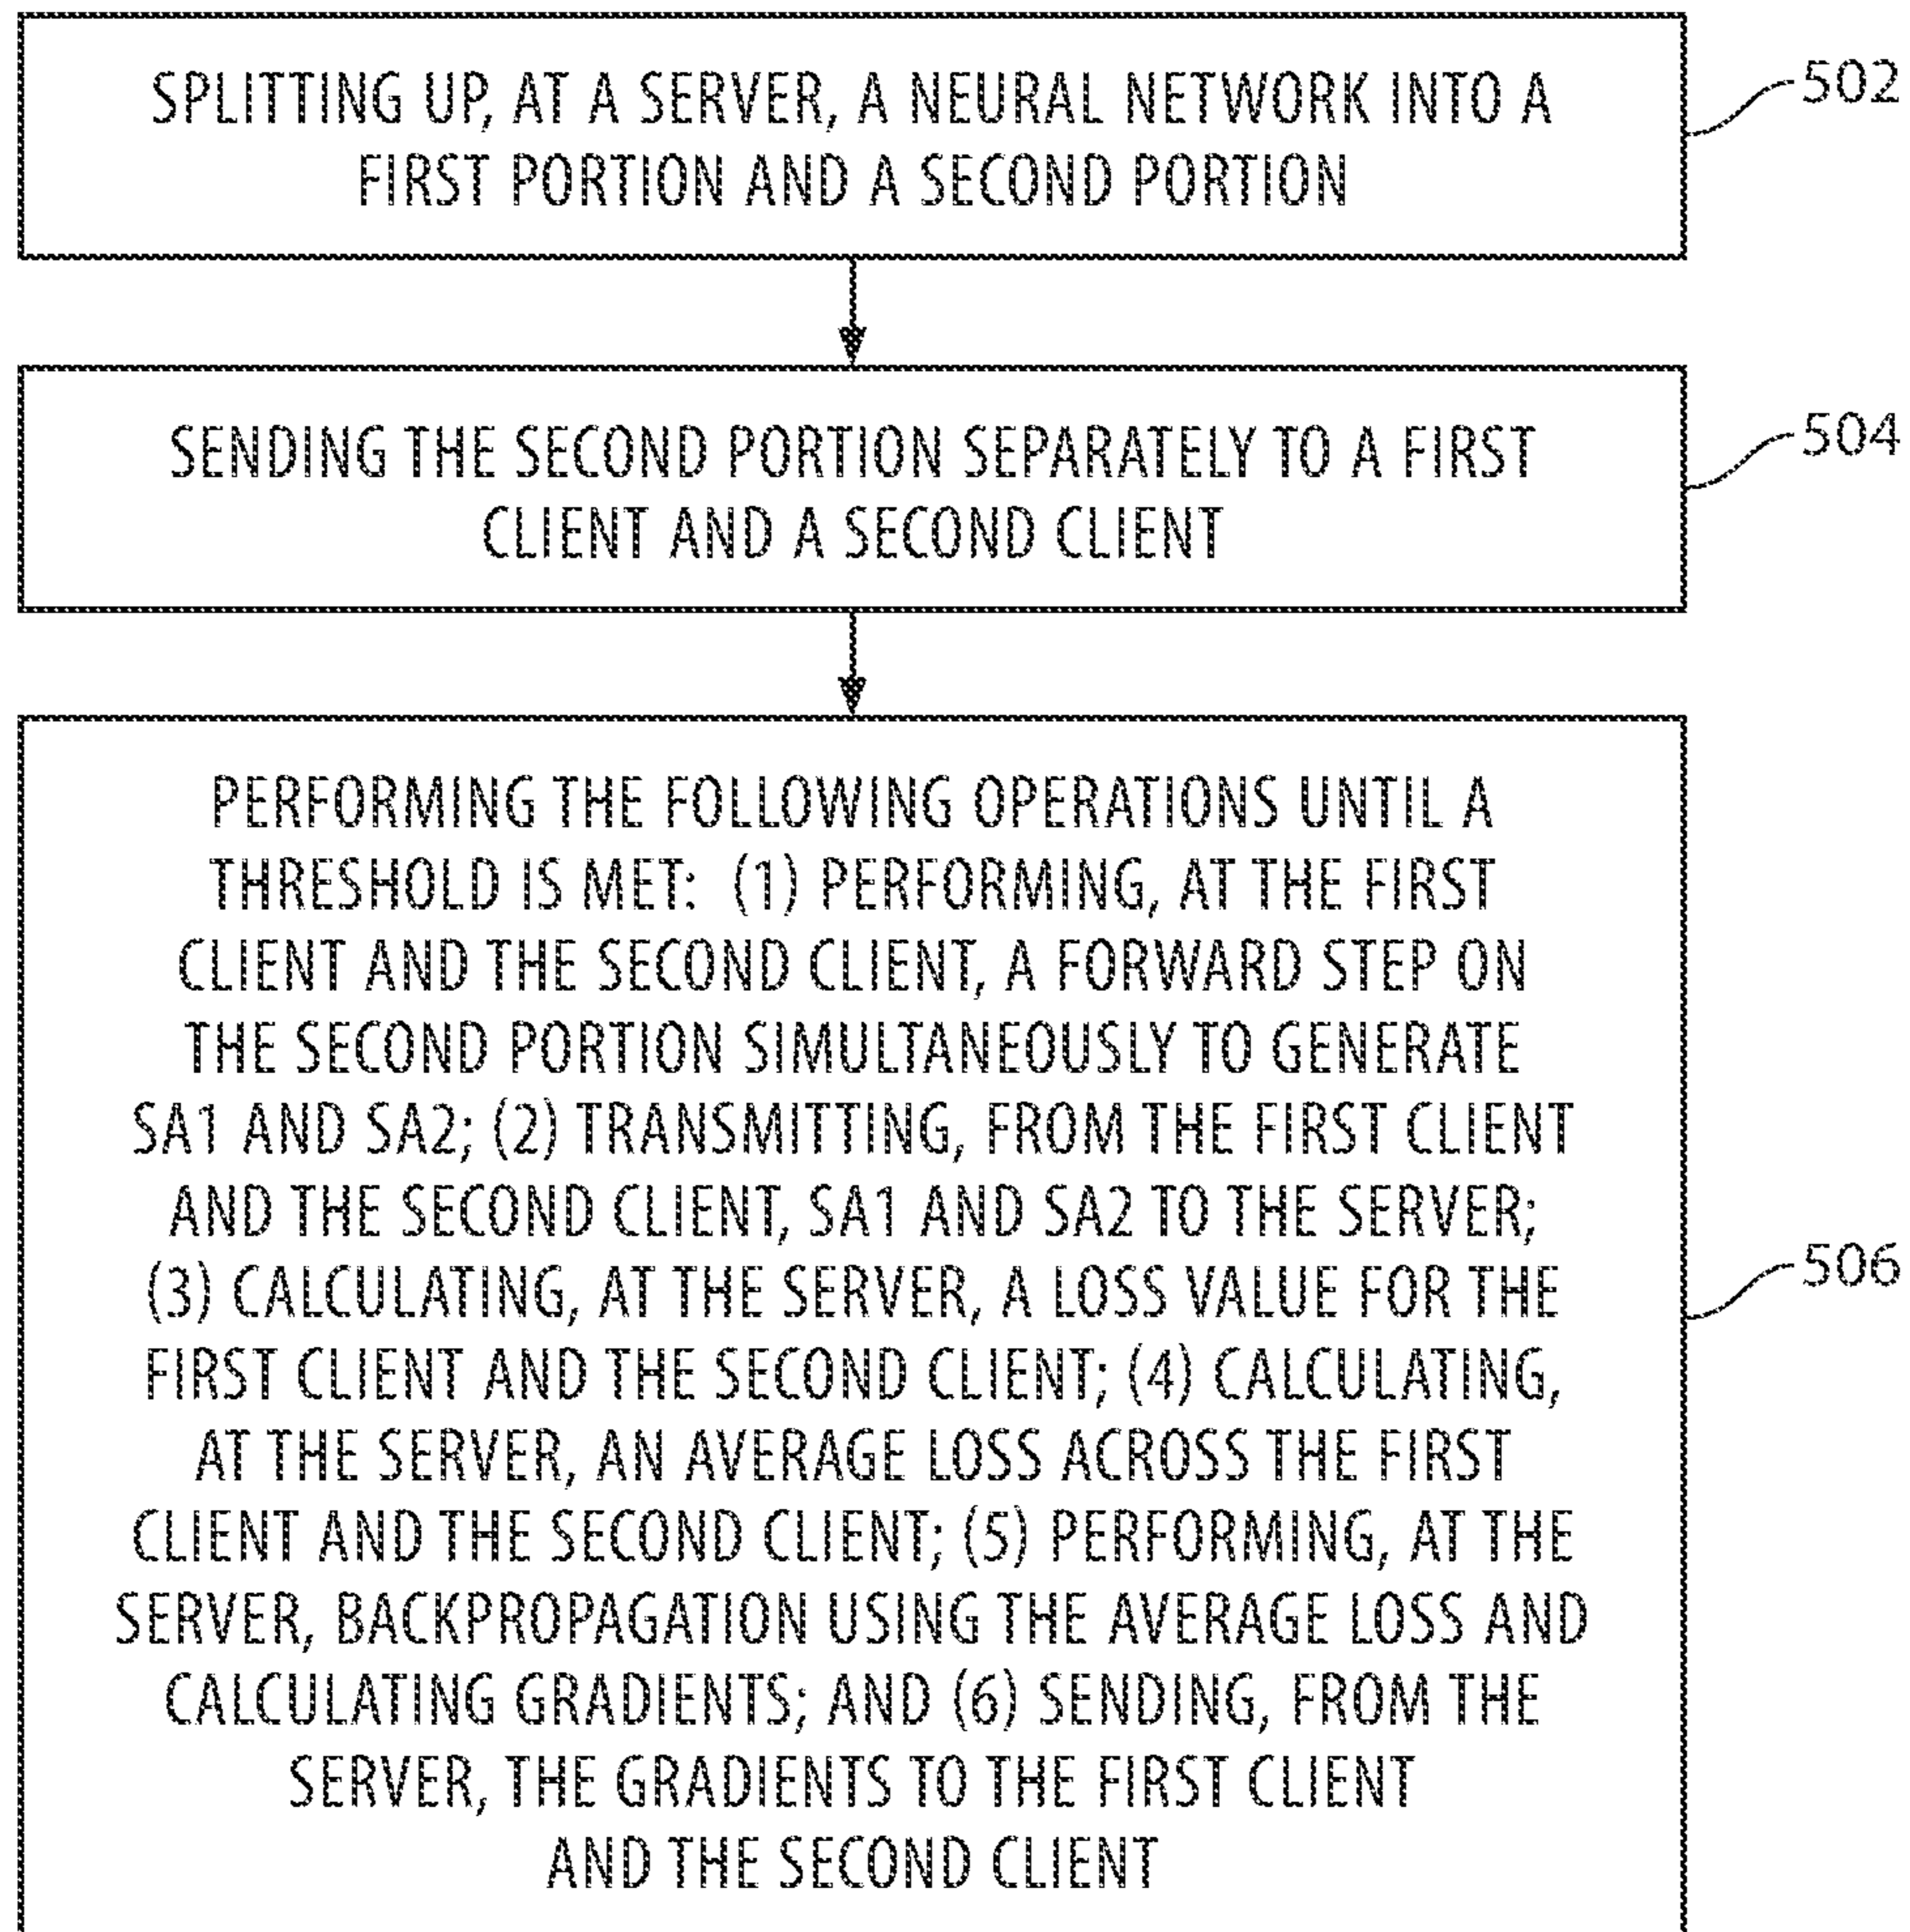 SPLITTING UP, AT A SERVER, A NEURAL NETWORK INTO A
FIRST PORTION AND A SECOND PORTION
502
SENDING THE SECOND PORTION SEPARATELY TO A FIRST
CLIENT AND A SECOND CLIENT
504
PERFORMING THE FOLLOWING OPERATIONS UNTIL A
THRESHOLD IS MET: (1) PERFORMING, AT THE FIRST
CLIENT AND THE SECOND CLIENT, A FORWARD STEP ON
THE SECOND PORTION SIMULTANEOUSLY TO GENERATE
SA1 AND SA2; (2) TRANSMITTING, FROM THE FIRST CLIENT
AND THE SECOND CLIENT, SA1 AND SA2 TO THE SERVER;
(3) CALCULATING, AT THE SERVER, A LOSS VALUE FOR THE
FIRST CLIENT AND THE SECOND CLIENT; (4) CALCULATING,
AT THE SERVER, AN AVERAGE LOSS ACROSS THE FIRST
CLIENT AND THE SECOND CLIENT; (5) PERFORMING, AT THE
SERVER, BACKPROPAGATION USING THE AVERAGE LOSS AND
CALCULATING GRADIENTS; AND (6) SENDING, FROM THE
SERVER, THE GRADIENTS TO THE FIRST CLIENT
AND THE SECOND CLIENT
506